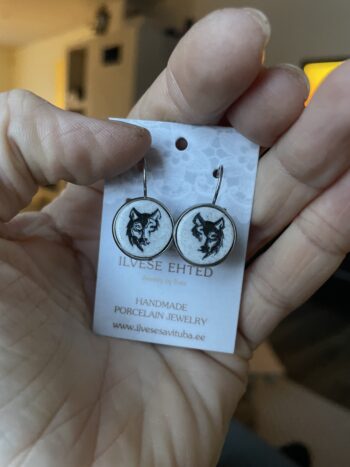 ILVESE EHTED
HANDMADE
PORCELAIN JEWELRY
www.ilvesesavituba.ee